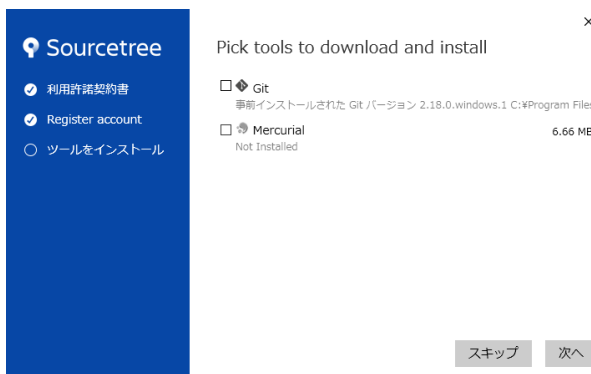 Sourcetree
利用許諾契約書
Register account
ツールをインストール
×
Pick tools to download and install
Git
事前インストールされた Git バージョン 2.18.0.windows.1 C:¥Program Files
Mercurial
6.66 MB
Not Installed
スキップ
次へ